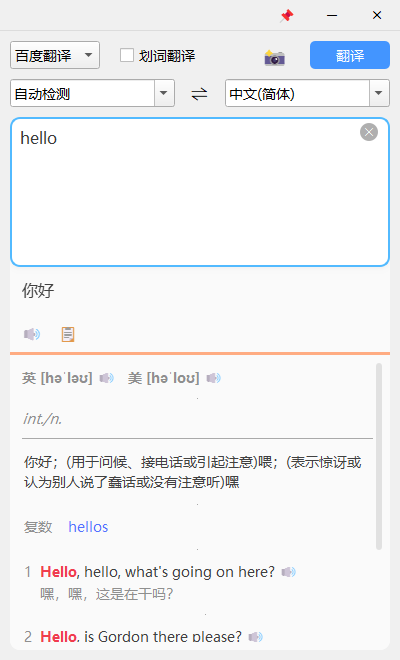 百度翻译 划词翻译 翻译
自动检测 中文(简体)
hello
你好
英 [həˈləʊ] 美 [həˈloʊ]
int./n.
你好；(用于问候、接电话或引起注意)喂；(表示惊讶或
认为别人说了蠢话或没有注意听)嘿
复数 hellos
1 Hello, hello, what's going on here?
嘿，嘿，这是在干吗？
2 Hello, is Gordon there please?